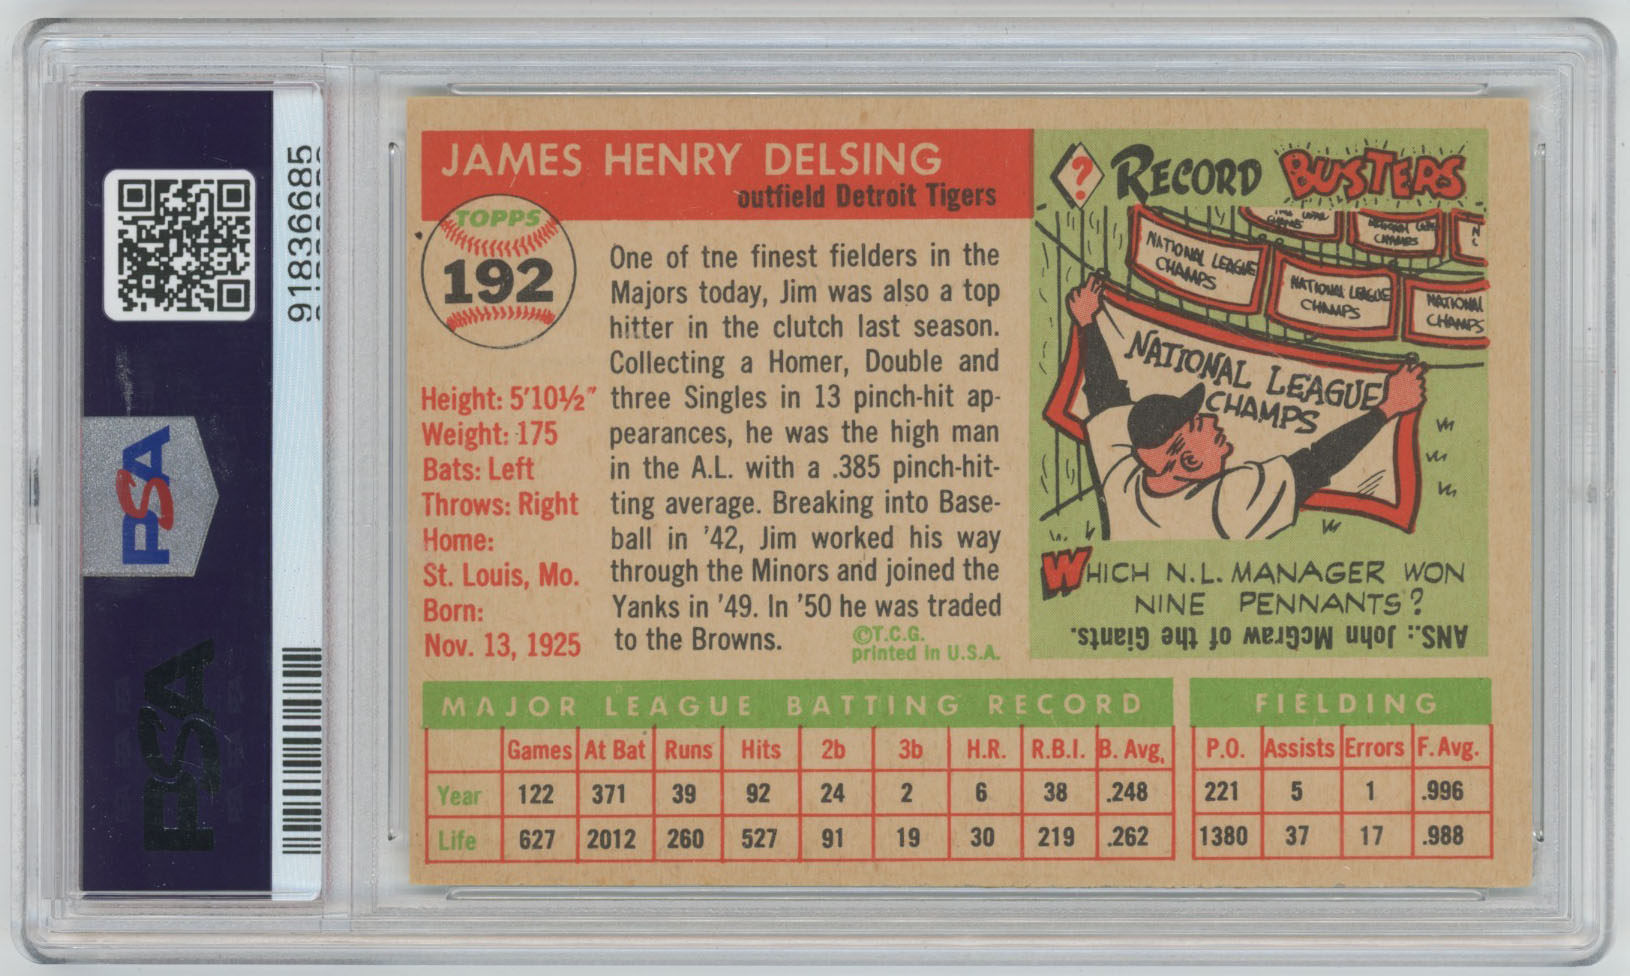 91836685
PSA
PSA
JAMES HENRY DELSING
outfield Detroit Tigers
TOPPS
192
Height: 5'10½"
Weight: 175
Bats: Left
Throws: Right
Home:
St. Louis, Mo.
Born:
Nov. 13, 1925
One of tne finest fielders in the
Majors today, Jim was also a top
hitter in the clutch last season.
Collecting a Homer, Double and
three Singles in 13 pinch-hit ap-
pearances, he was the high man
in the A.L. with a .385 pinch-hit-
ting average. Breaking into Base-
ball in '42, Jim worked his way
through the Minors and joined the
Yanks in '49. In '50 he was traded
to the Browns.
©T.C.G.
printed in U.S.A.
? RECORD BUSTERS
CHAMPS
CHAMPS
NATIONAL LEAGUE
CHAMPS
NATIONAL LEAGUE
CHAMPS
NATIONAL
CHAMPS
NATIONAL LEAGUE
CHAMPS
WHICH N.L. MANAGER WON
NINE PENNANTS?
ANS.: John McGraw of the Giants.
MAJOR LEAGUE BATTING RECORD
Games At Bat Runs Hits 2b 3b H.R. R.B.I. B. Avg.
Year 122 371 39 92 24 2 6 38 .248
Life 627 2012 260 527 91 19 30 219 .262
FIELDING
P.O. Assists Errors F. Avg.
221 5 1 .996
1380 37 17 .988